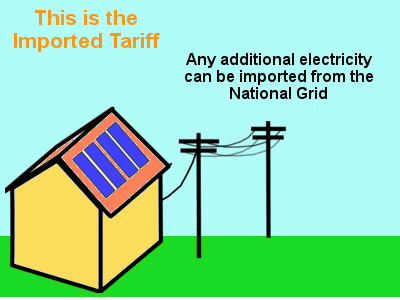 This is the
Imported Tariff
Any additional electricity
can be imported from the
National Grid